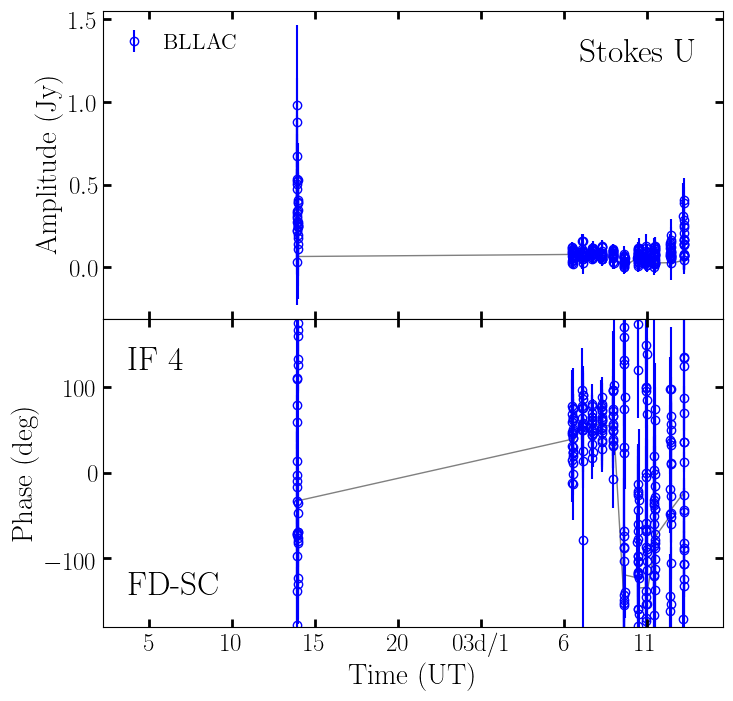 BLLAC
Stokes U
1.5
1.0
0.5
0.0
Amplitude (Jy)
IF 4
FD-SC
100
0
−100
Phase (deg)
5 10 15 20 03d/1 6 11
Time (UT)